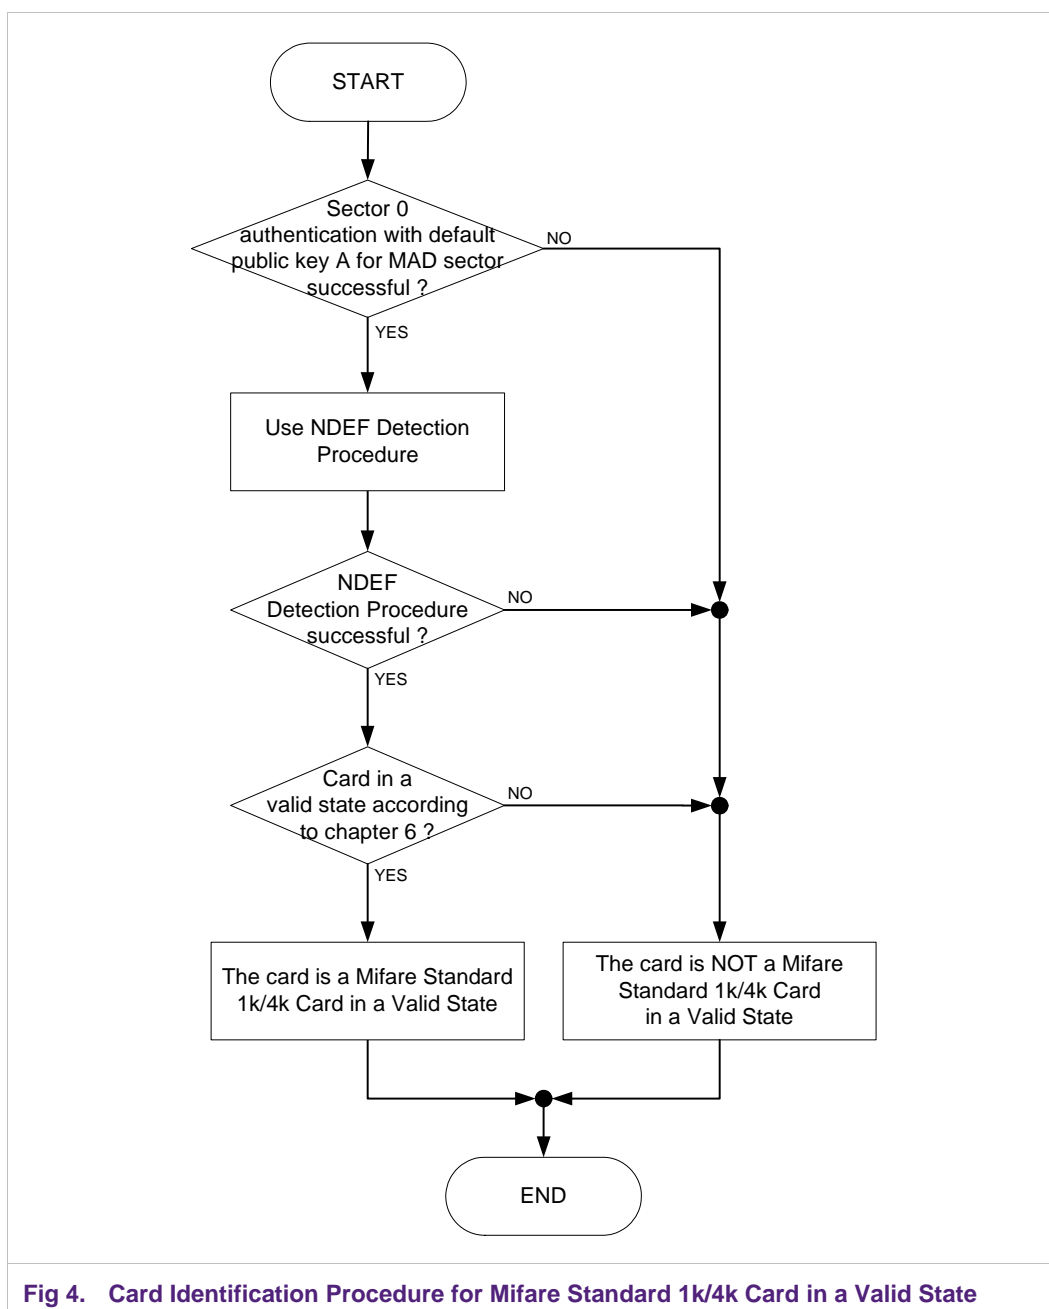 START
Sector 0
authentication with default
public key A for MAD sector
successful ?
NO
YES
Use NDEF Detection
Procedure
NDEF
Detection Procedure
successful ?
NO
YES
Card in a
valid state according
to chapter 6 ?
NO
YES
The card is a Mifare Standard
1k/4k Card in a Valid State
The card is NOT a Mifare
Standard 1k/4k Card
in a Valid State
END
Fig 4. Card Identification Procedure for Mifare Standard 1k/4k Card in a Valid State